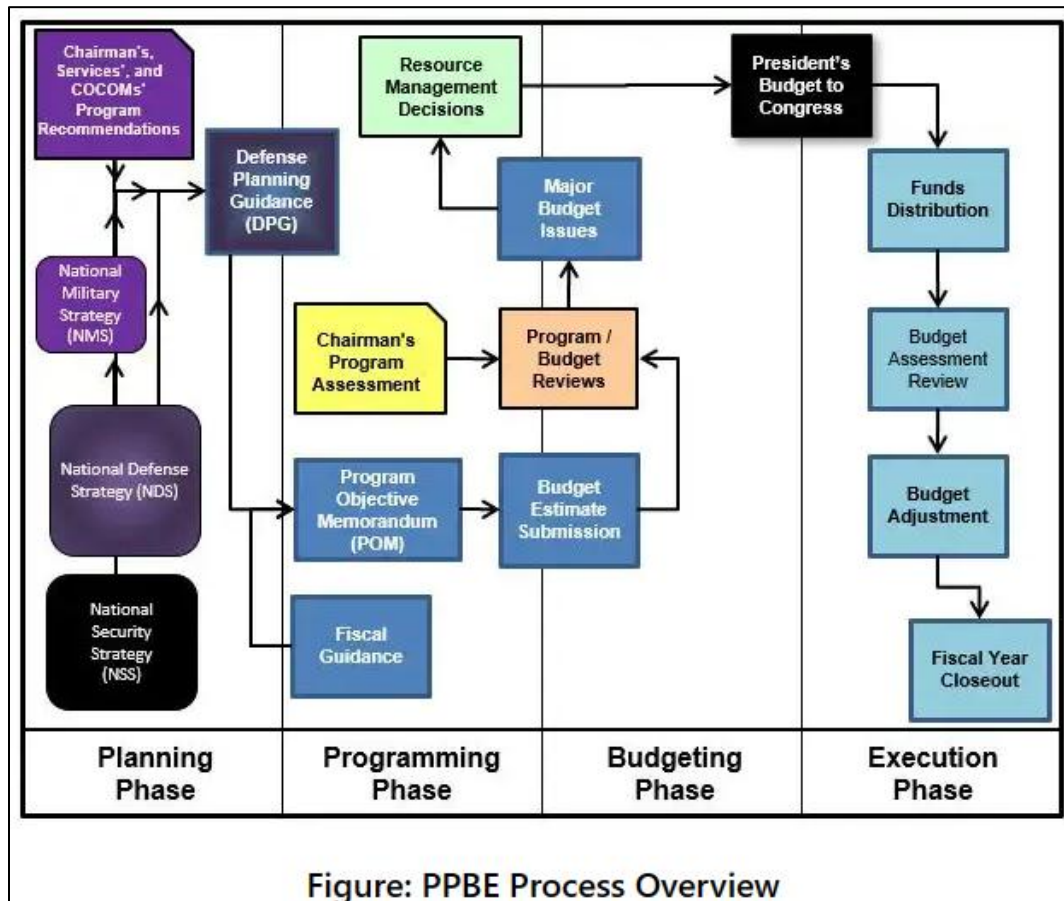 Chairman's,
Services', and
COCOMs'
Program
Recommendations
Defense
Planning
Guidance
(DPG)
National
Military
Strategy
(NMS)
National Defense
Strategy (NDS)
National
Security
Strategy
(NSS)
Resource
Management
Decisions
President's
Budget to
Congress
Major
Budget
Issues
Chairman's
Program
Assessment
Program /
Budget
Reviews
Program
Objective
Memorandum
(POM)
Budget
Estimate
Submission
Fiscal
Guidance
Funds
Distribution
Budget
Assessment
Review
Budget
Adjustment
Fiscal Year
Closeout
Planning
Phase
Programming
Phase
Budgeting
Phase
Execution
Phase
Figure: PPBE Process Overview